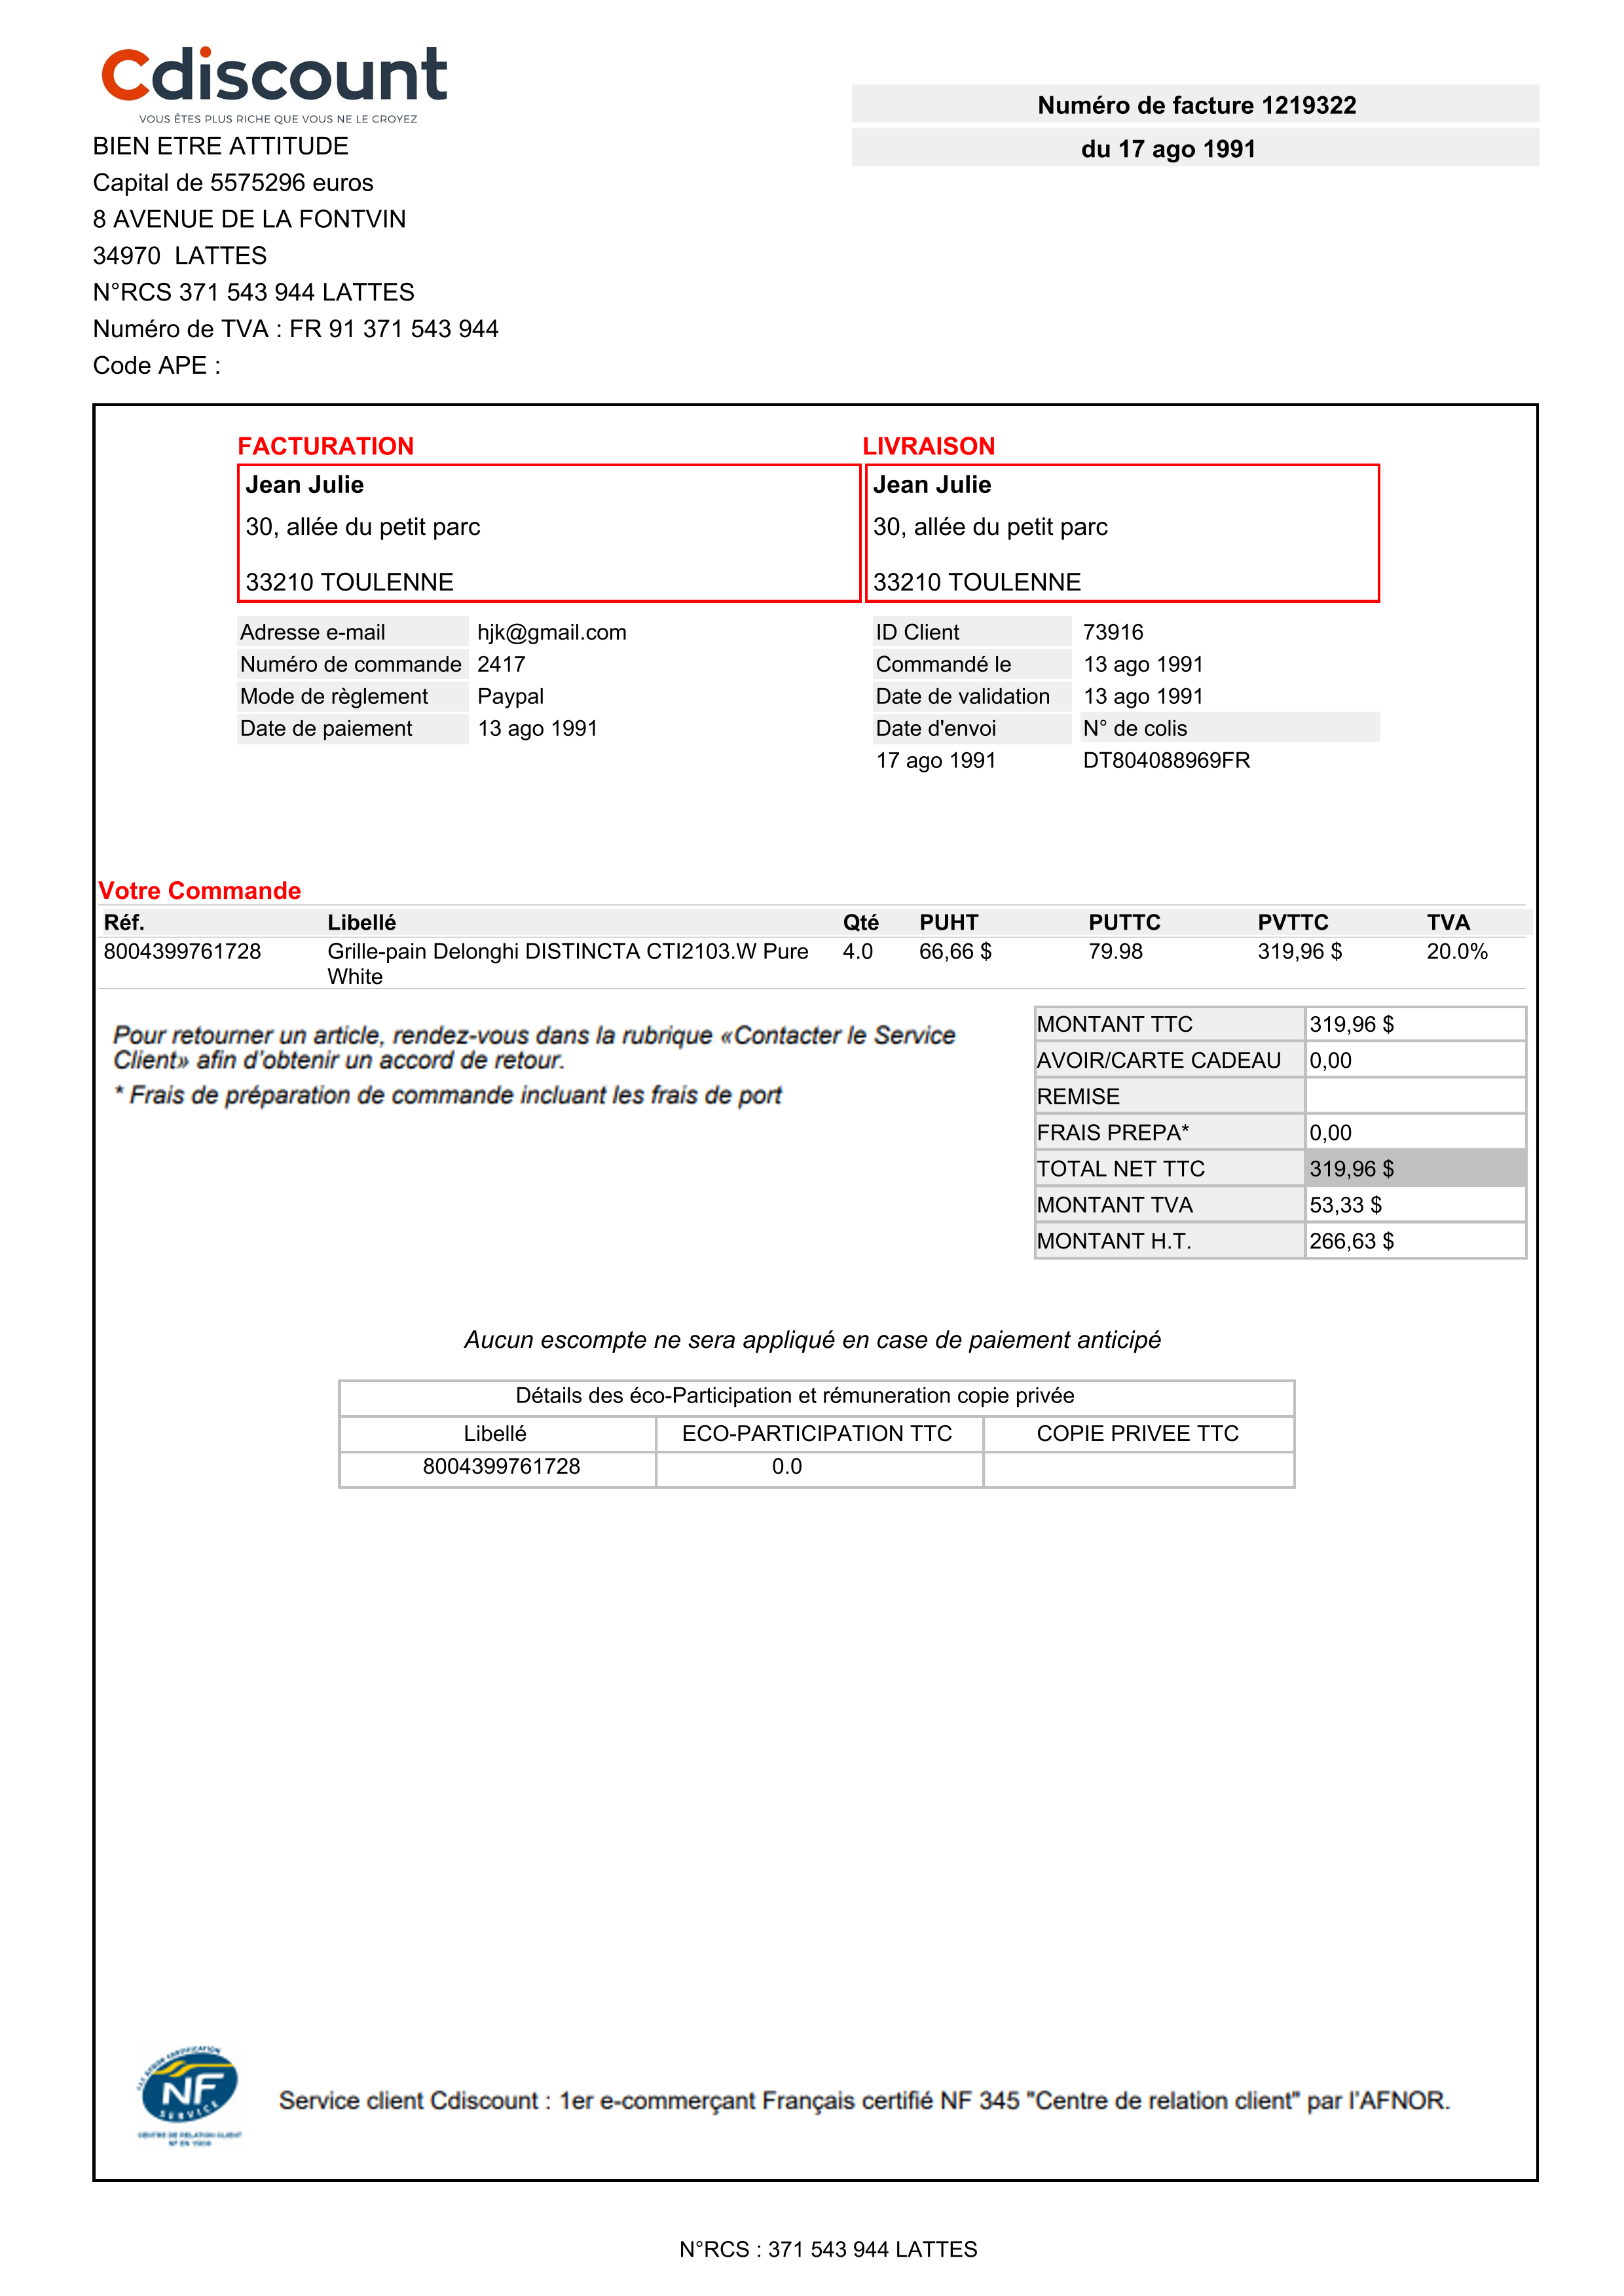 Cdiscount
VOUS ÊTES PLUS RICHE QUE VOUS NE LE CROYEZ
Numéro de facture 1219322
du 17 ago 1991
BIEN ETRE ATTITUDE
Capital de 5575296 euros
8 AVENUE DE LA FONTVIN
34970 LATTES
N°RCS 371 543 944 LATTES
Numéro de TVA : FR 91 371 543 944
Code APE :
FACTURATION
Jean Julie
30, allée du petit parc
33210 TOULENNE
LIVRAISON
Jean Julie
30, allée du petit parc
33210 TOULENNE
Adresse e-mail hjk@gmail.com
Numéro de commande 2417
Mode de règlement Paypal
Date de paiement 13 ago 1991
ID Client 73916
Commandé le 13 ago 1991
Date de validation 13 ago 1991
Date d'envoi N° de colis
17 ago 1991 DT804088969FR
Votre Commande
Réf. Libellé Qté PUHT PUTTC PVTTC TVA
8004399761728 Grille-pain Delonghi DISTINCTA CTI2103.W Pure 4.0 66,66 $ 79.98 319,96 $ 20.0%
White
Pour retourner un article, rendez-vous dans la rubrique «Contacter le Service
Client» afin d'obtenir un accord de retour.
* Frais de préparation de commande incluant les frais de port
MONTANT TTC 319,96 $
AVOIR/CARTE CADEAU 0,00
REMISE
FRAIS PREPA* 0,00
TOTAL NET TTC 319,96 $
MONTANT TVA 53,33 $
MONTANT H.T. 266,63 $
Aucun escompte ne sera appliqué en case de paiement anticipé
Détails des éco-Participation et rémuneration copie privée
Libellé ECO-PARTICIPATION TTC COPIE PRIVEE TTC
8004399761728 0.0
NF
SERVICE
CENTRE DE RELATION CLIENT
Service client Cdiscount : 1er e-commerçant Français certifié NF 345 "Centre de relation client" par l'AFNOR.
N°RCS : 371 543 944 LATTES